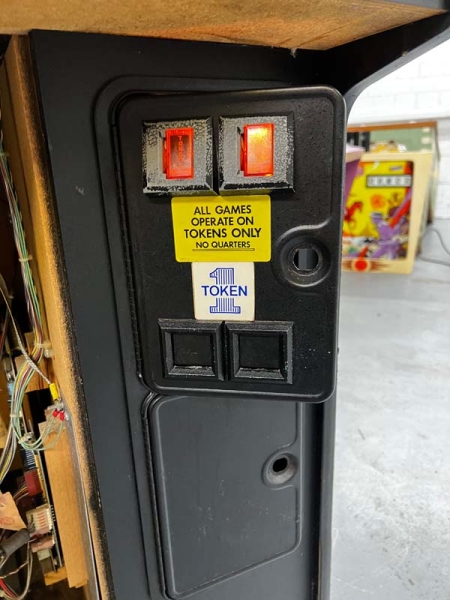 ALL GAMES
OPERATE ON
TOKENS ONLY
NO QUARTERS
1
TOKEN